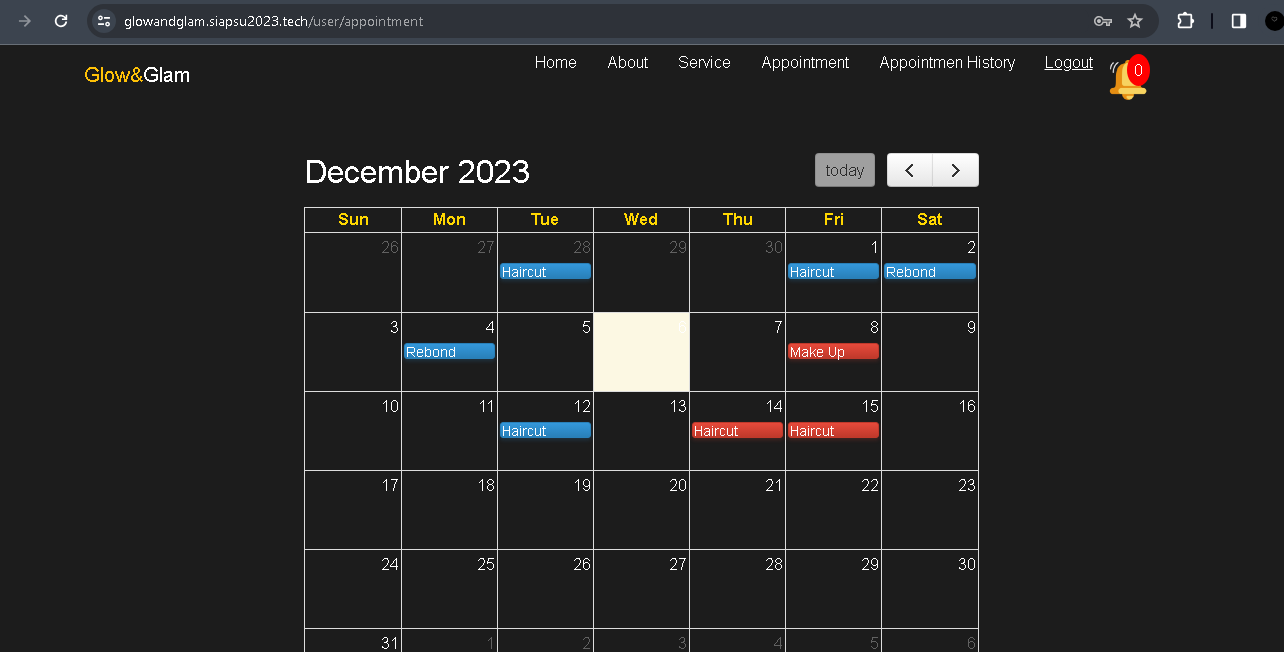 glowandglam.siapsu2023.tech/user/appointment
Glow&Glam Home About Service Appointment Appointmen History Logout 0
December 2023 today
Sun Mon Tue Wed Thu Fri Sat
26 27 28 29 30 1 2
Haircut Haircut Rebond
3 4 5 6 7 8 9
Rebond Make Up
10 11 12 13 14 15 16
Haircut Haircut Haircut
17 18 19 20 21 22 23
24 25 26 27 28 29 30
31 1 2 3 4 5 6